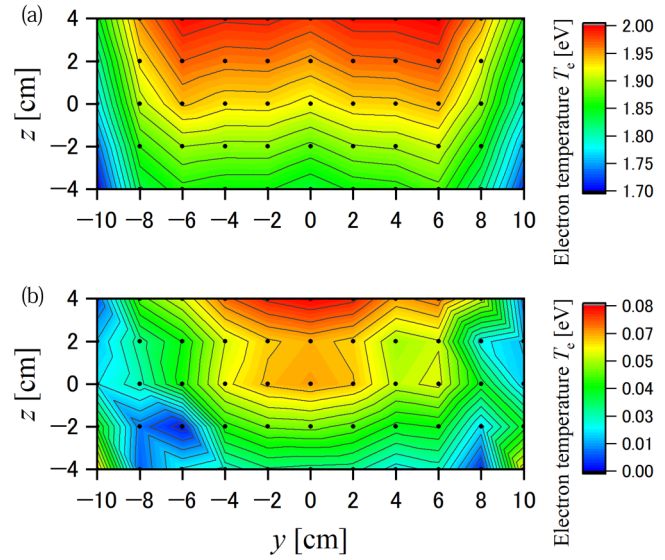 (a)
4
2
0
−2
−4
z [cm]
−10 −8 −6 −4 −2 0 2 4 6 8 10
2.00
1.95
1.90
1.85
1.80
1.75
1.70
Electron temperature Te [eV]
(b)
4
2
0
−2
−4
z [cm]
−10 −8 −6 −4 −2 0 2 4 6 8 10
y [cm]
0.08
0.07
0.06
0.05
0.04
0.03
0.01
0.01
0.00
Electron temperature Te [eV]